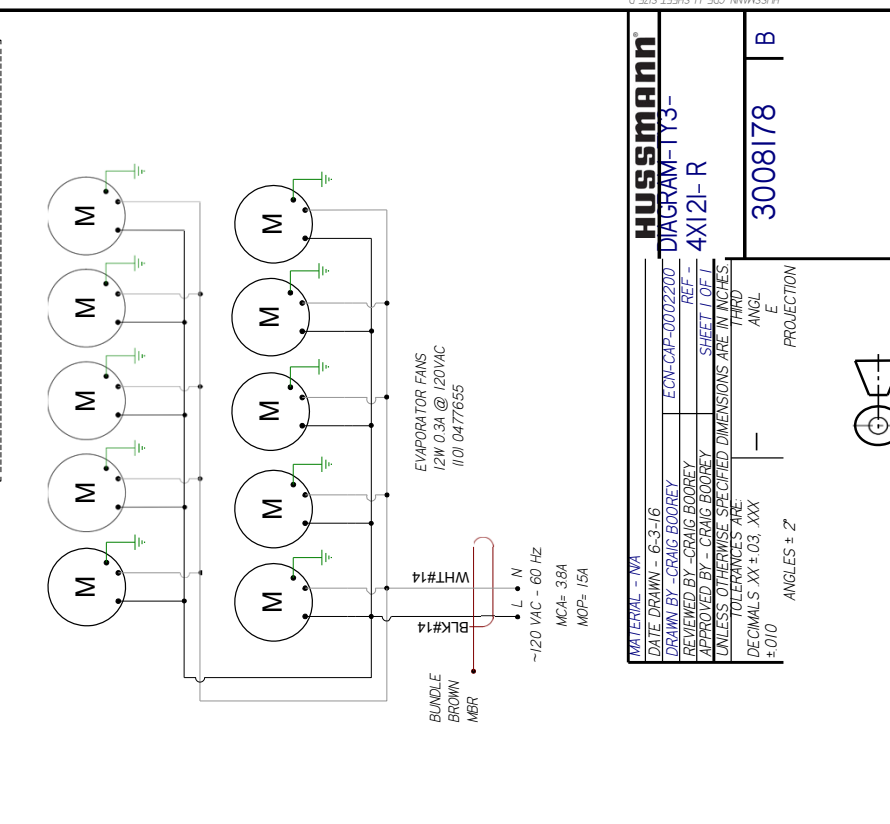 M
M
M
M
M
M
M
M
M
M
EVAPORATOR FANS
12W 0.3A @ 120VAC
1101 0477655
WHT#14
BLK#14
L N
~120 VAC - 60 Hz
MCA= 3.8A
MOP= 15A
BUNDLE
BROWN
MBR
HUSSMANN
DIAGRAM-TY3-
4X12'- R
3008178
B
MATERIAL - N/A
DATE DRAWN - 6-3-16
DRAWN BY -CRAIG BOOREY
ECN-CAP-0002200
REVIEWED BY -CRAIG BOOREY
REF -
APPROVED BY - CRAIG BOOREY
SHEET 1 OF 1
UNLESS OTHERWISE SPECIFIED DIMENSIONS ARE IN INCHES.
TOLERANCES ARE:
DECIMALS .XX ±.03, .XXX
±.010
ANGLES ± 2°
THIRD
ANGL
E
PROJECTION